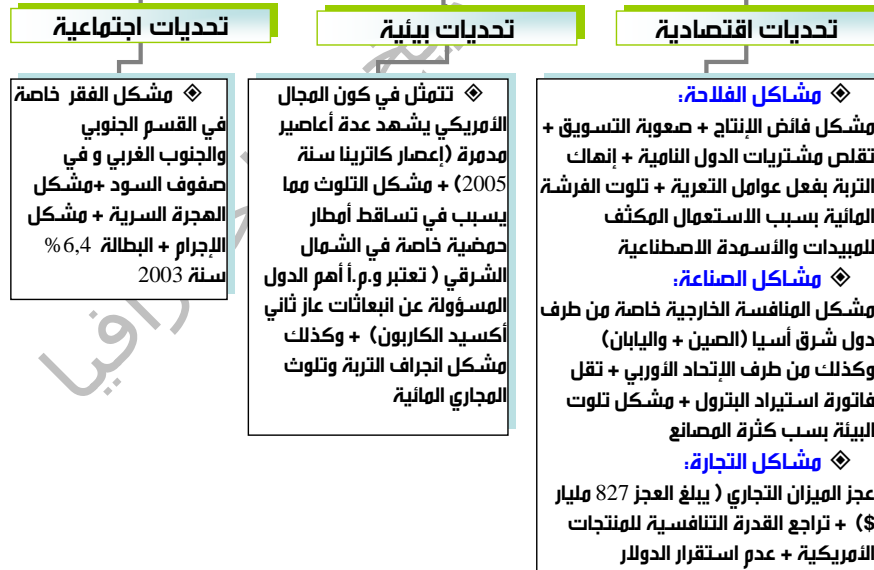 تحديات اقتصادية
◈ مشاكل الفلاحة:
مشكل فائض الإنتاج + صعوبة التسويق +
تقلص مشتريات الدول النامية + إنهاك
التربة بفعل عوامل التعرية + تلوت الفرشة
المائية بسبب الاستعمال المكثف
للمبيدات والأسمدة الاصطناعية
◈ مشاكل الصناعة:
مشكل المنافسة الخارجية خاصة من طرف
دول شرق أسيا (الصين + واليابان)
وكذلك من طرف الإتحاد الأوربي + تقل
فاتورة استيراد البترول + مشكل تلوت
البيئة بسب كثرة المصانع
◈ مشاكل التجارة:
عجز الميزان التجاري ( يبلغ العجز 827 مليار
$) + تراجع القدرة التنافسية للمنتجات
الأمريكية + عدم استقرار الدولار
تحديات بيئية
◈ تتمثل في كون المجال
الأمريكي يشهد عدة أعاصير
مدمرة (إعصار كاترينا سنة
2005) + مشكل التلوث مما
يسبب في تساقط أمطار
حمضية خاصة في الشمال
الشرقي ( تعتبر و.م.أ أهم الدول
المسؤولة عن انبعاثات عاز ثاني
أكسيد الكاربون) + وكذلك
مشكل انجراف التربة وتلوث
المجاري المائية
تحديات اجتماعية
◈ مشكل الفقر خاصة
في القسم الجنوبي
والجنوب الغربي و في
صفوف السود +مشكل
الهجرة السرية + مشكل
الإجرام + البطالة 6,4%
سنة 2003